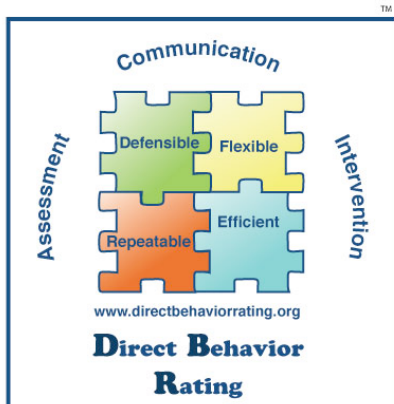 TM
Communication
Assessment
Intervention
Defensible
Flexible
Repeatable
Efficient
www.directbehaviorrating.org
Direct Behavior
Rating